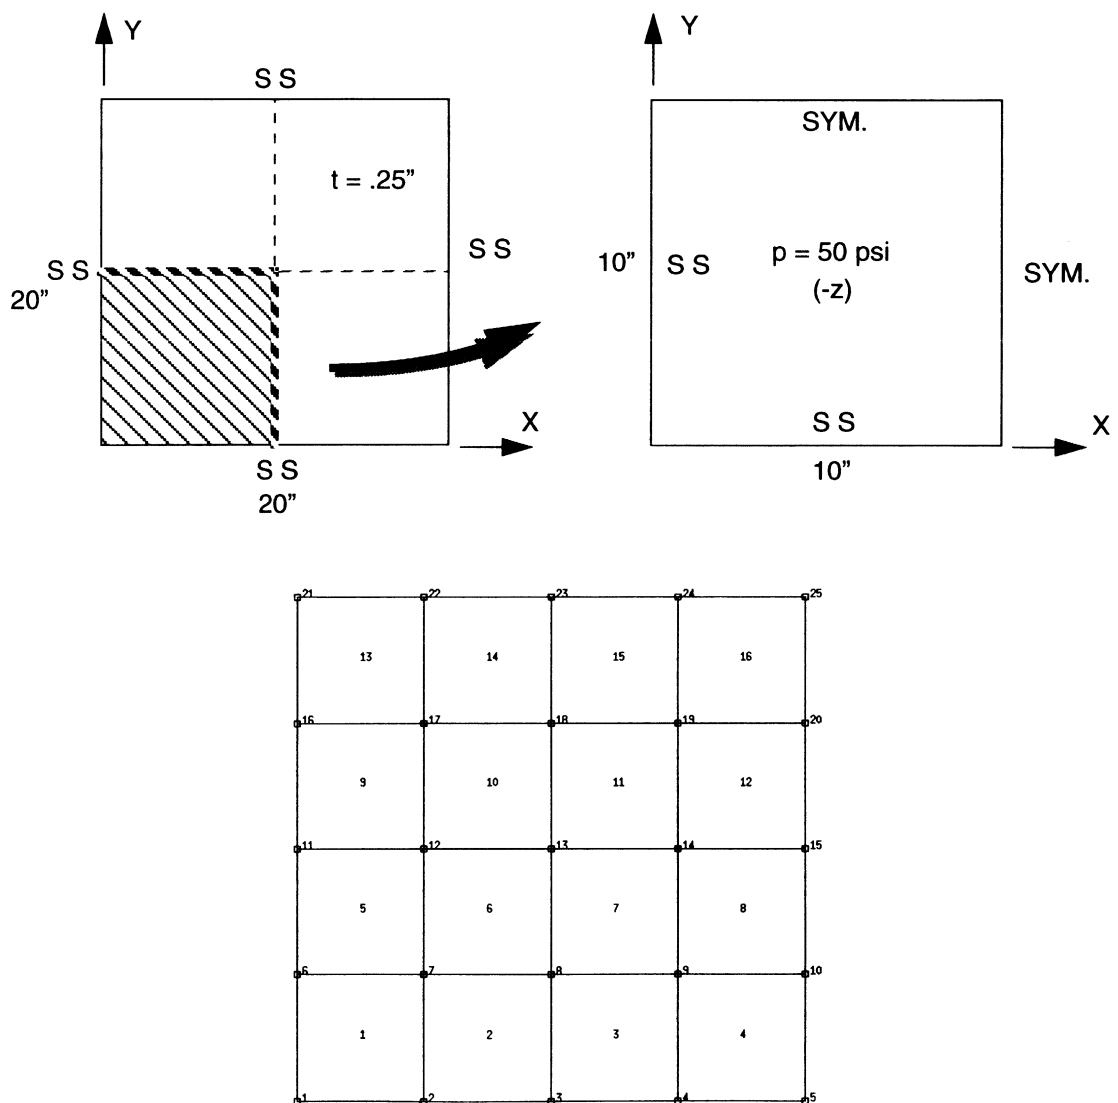 Y
S S
t = .25”
S S
S S
20”
X
S S
20”
Y
SYM.
10”
S S
p = 50 psi
(-z)
SYM.
S S
X
10”
21 22 23 24 25
13 14 15 16
16 17 18 19 20
9 10 11 12
11 12 13 14 15
5 6 7 8
6 7 8 9 10
1 2 3 4
1 2 3 4 5